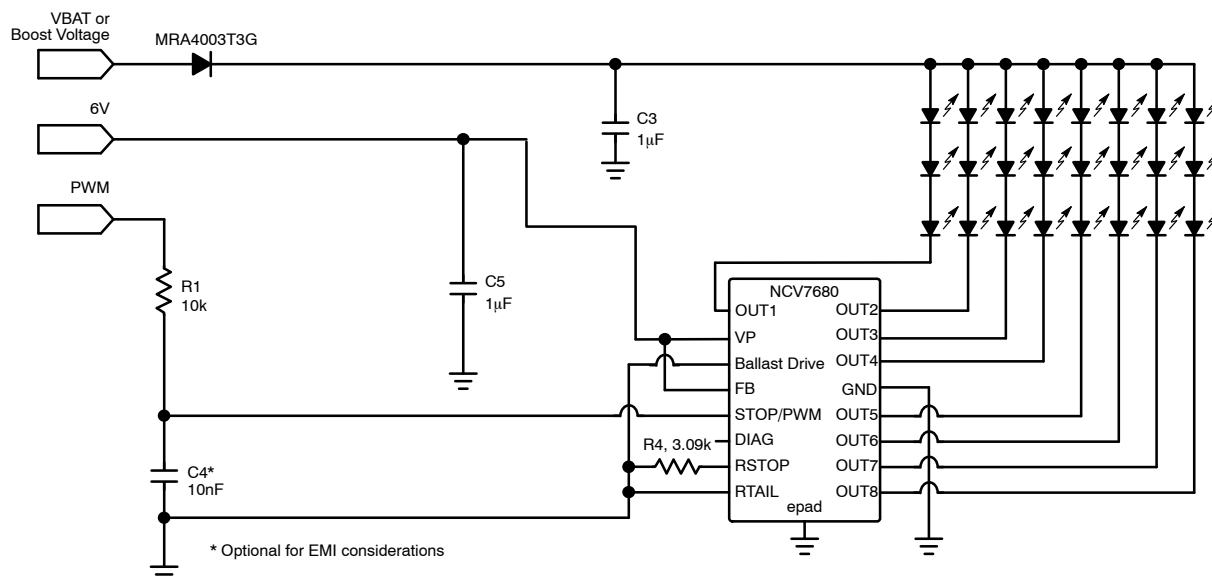 VBAT or
Boost Voltage
MRA4003T3G
6V
C3
1μF
PWM
R1
10k
C5
1μF
NCV7680
OUT1
OUT2
VP
OUT3
Ballast Drive
OUT4
FB
GND
STOP/PWM
OUT5
DIAG
OUT6
R4, 3.09k
RSTOP
OUT7
C4*
10nF
RTAIL
OUT8
epad
* Optional for EMI considerations